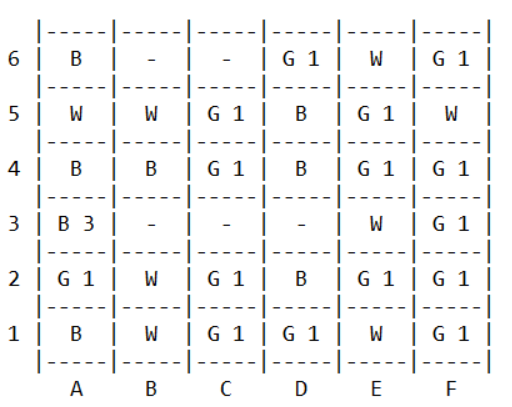 |-----|-----|-----|-----|-----|-----|
6 | B | - | - | G 1 | W | G 1 |
|-----|-----|-----|-----|-----|-----|
5 | W | W | G 1 | B | G 1 | W |
|-----|-----|-----|-----|-----|-----|
4 | B | B | G 1 | B | G 1 | G 1 |
|-----|-----|-----|-----|-----|-----|
3 | B 3 | - | - | - | W | G 1 |
|-----|-----|-----|-----|-----|-----|
2 | G 1 | W | G 1 | B | G 1 | G 1 |
|-----|-----|-----|-----|-----|-----|
1 | B | W | G 1 | G 1 | W | G 1 |
|-----|-----|-----|-----|-----|-----|
A B C D E F